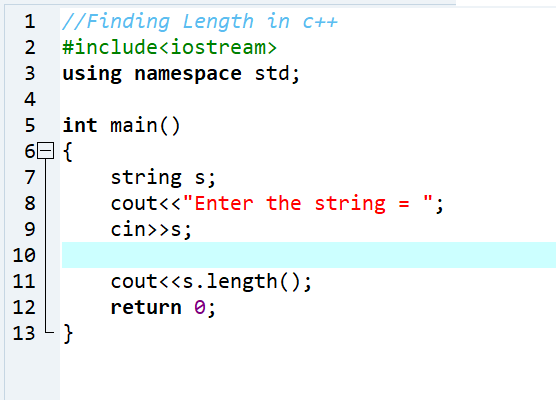 1 //Finding Length in c++
2 #include<iostream>
3 using namespace std;
4
5 int main()
6 {
7 string s;
8 cout<<"Enter the string = ";
9 cin>>s;
10
11 cout<<s.length();
12 return 0;
13 }